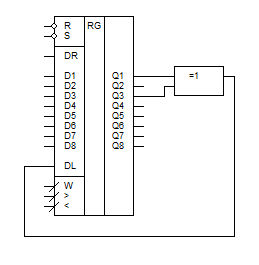 R RG
S
DR
D1 Q1 =1
D2 Q2
D3 Q3
D4 Q4
D5 Q5
D6 Q6
D7 Q7
D8 Q8
DL
W
>
<